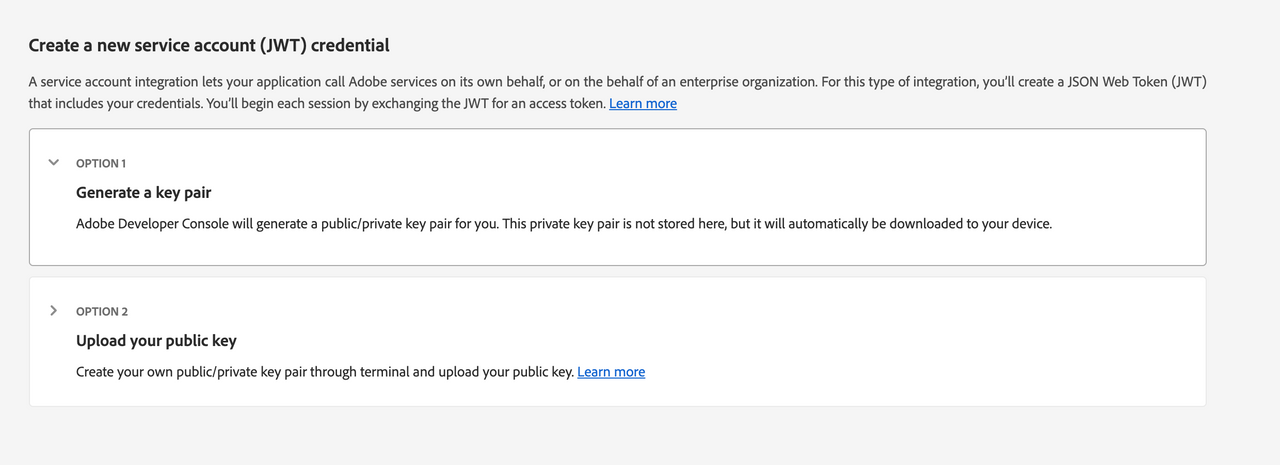 Create a new service account (JWT) credential
A service account integration lets your application call Adobe services on its own behalf, or on the behalf of an enterprise organization. For this type of integration, you’ll create a JSON Web Token (JWT)
that includes your credentials. You’ll begin each session by exchanging the JWT for an access token. Learn more
OPTION 1
Generate a key pair
Adobe Developer Console will generate a public/private key pair for you. This private key pair is not stored here, but it will automatically be downloaded to your device.
OPTION 2
Upload your public key
Create your own public/private key pair through terminal and upload your public key. Learn more